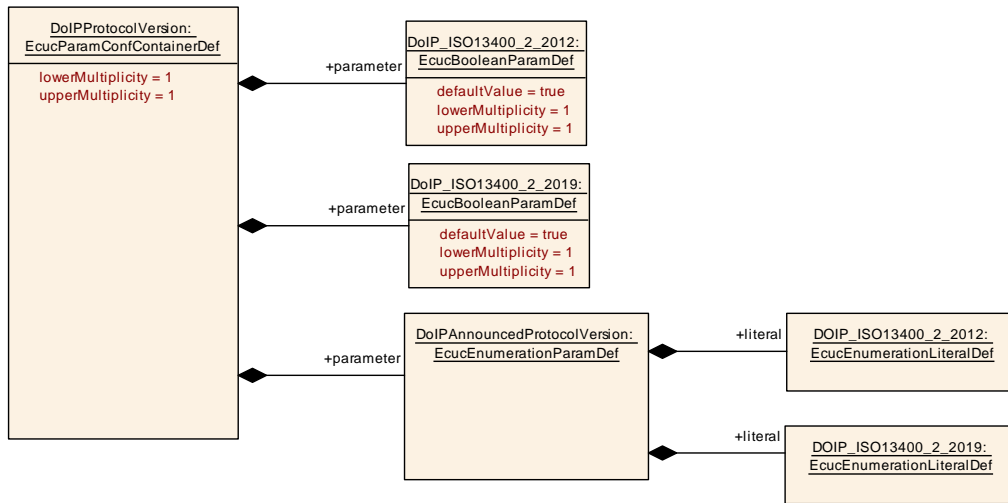 DoIPProtocolVersion:
EcucParamConfContainerDef
lowerMultiplicity = 1
upperMultiplicity = 1
+parameter
DoIP_ISO13400_2_2012:
EcucBooleanParamDef
defaultValue = true
lowerMultiplicity = 1
upperMultiplicity = 1
+parameter
DoIP_ISO13400_2_2019:
EcucBooleanParamDef
defaultValue = true
lowerMultiplicity = 1
upperMultiplicity = 1
+parameter
DoIPAnnouncedProtocolVersion:
EcucEnumerationParamDef
+literal
DOIP_ISO13400_2_2012:
EcucEnumerationLiteralDef
+literal
DOIP_ISO13400_2_2019:
EcucEnumerationLiteralDef